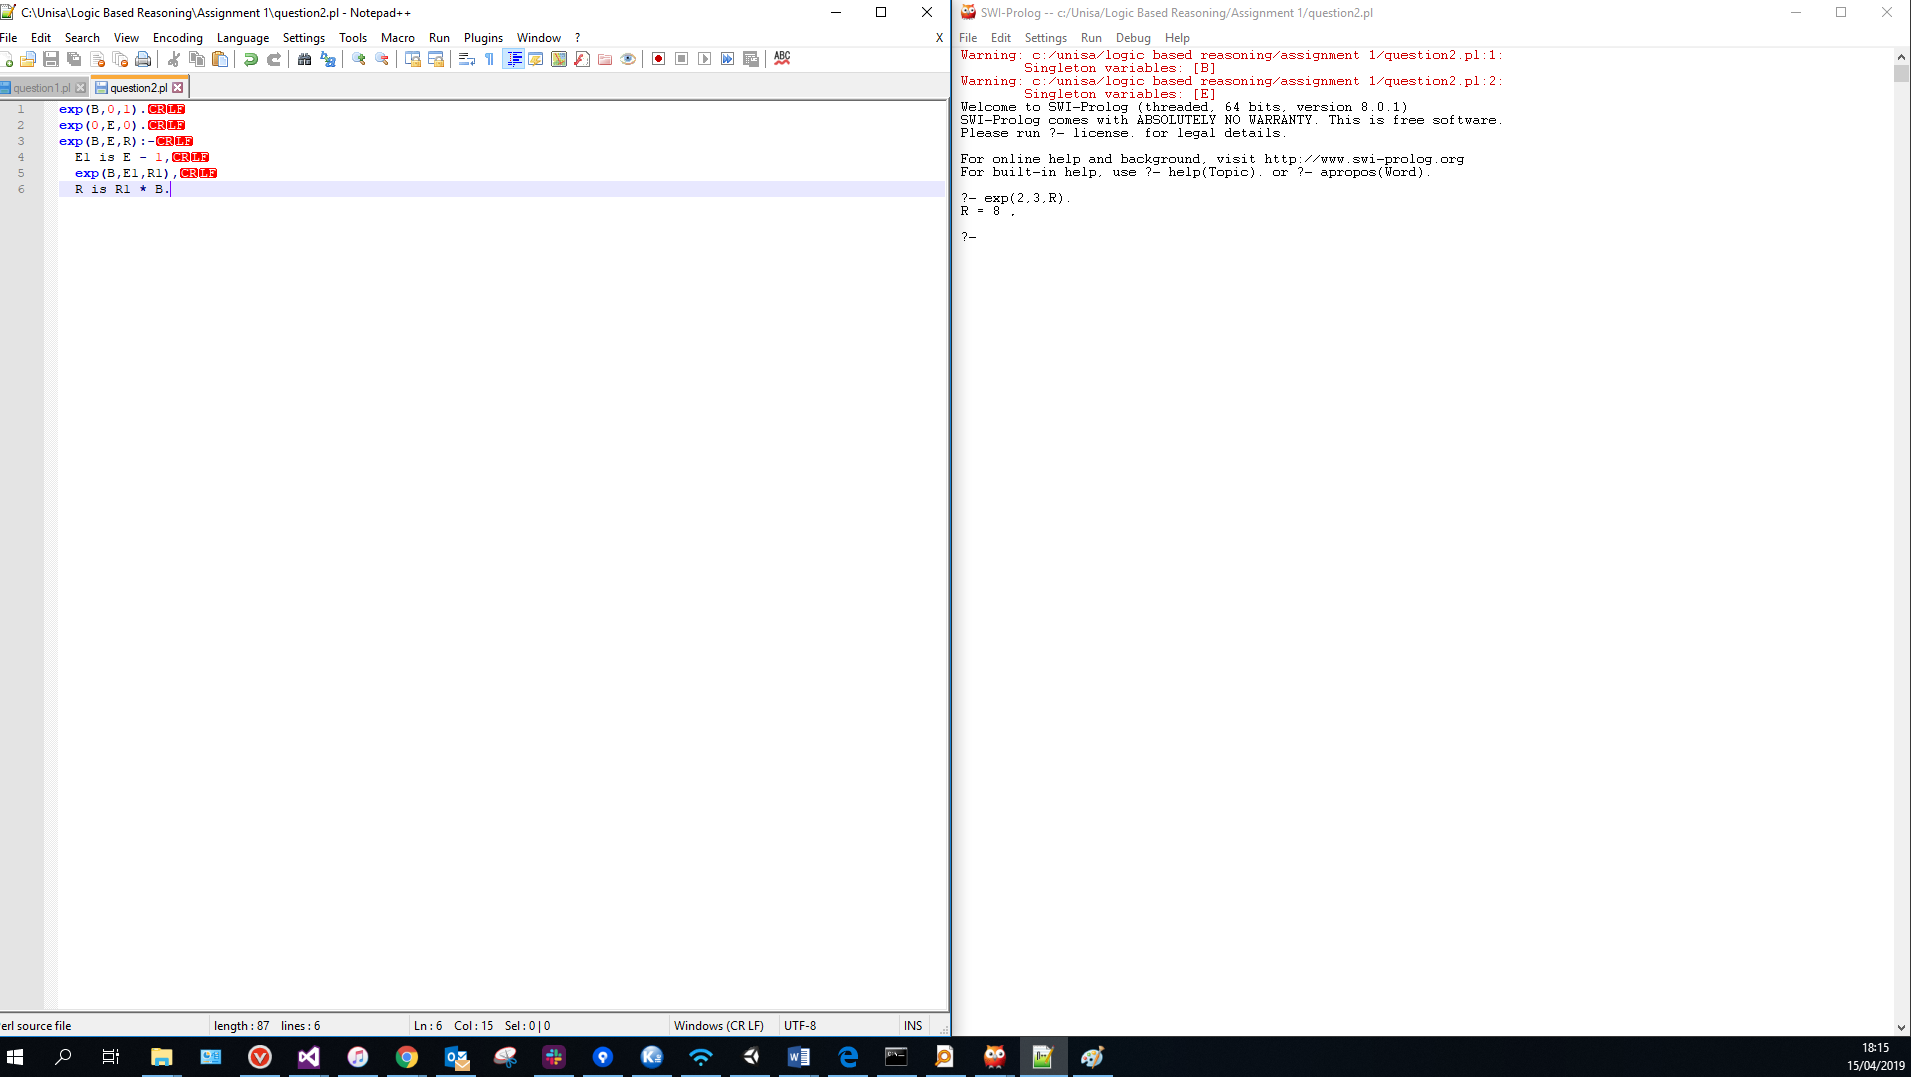 C:\Unisa\Logic Based Reasoning\Assignment 1\question2.pl - Notepad++
File Edit Search View Encoding Language Settings Tools Macro Run Plugins Window ? X
question1.pl question2.pl
1 exp(B,0,1).CRLF
2 exp(0,E,0).CRLF
3 exp(B,E,R):-CRLF
4 E1 is E - 1,CRLF
5 exp(B,E1,R1),CRLF
6 R is R1 * B.
erl source file length : 87 lines : 6 Ln : 6 Col : 15 Sel : 0 | 0 Windows (CR LF) UTF-8 INS
SWI-Prolog -- c:/Unisa/Logic Based Reasoning/Assignment 1/question2.pl
File Edit Settings Run Debug Help
Warning: c:/unisa/logic based reasoning/assignment 1/question2.pl:1:
Singleton variables: [B]
Warning: c:/unisa/logic based reasoning/assignment 1/question2.pl:2:
Singleton variables: [E]
Welcome to SWI-Prolog (threaded, 64 bits, version 8.0.1)
SWI-Prolog comes with ABSOLUTELY NO WARRANTY. This is free software.
Please run ?- license. for legal details.
For online help and background, visit http://www.swi-prolog.org
For built-in help, use ?- help(Topic). or ?- apropos(Word).
?- exp(2,3,R).
R = 8 .
?-
18:15
15/04/2019